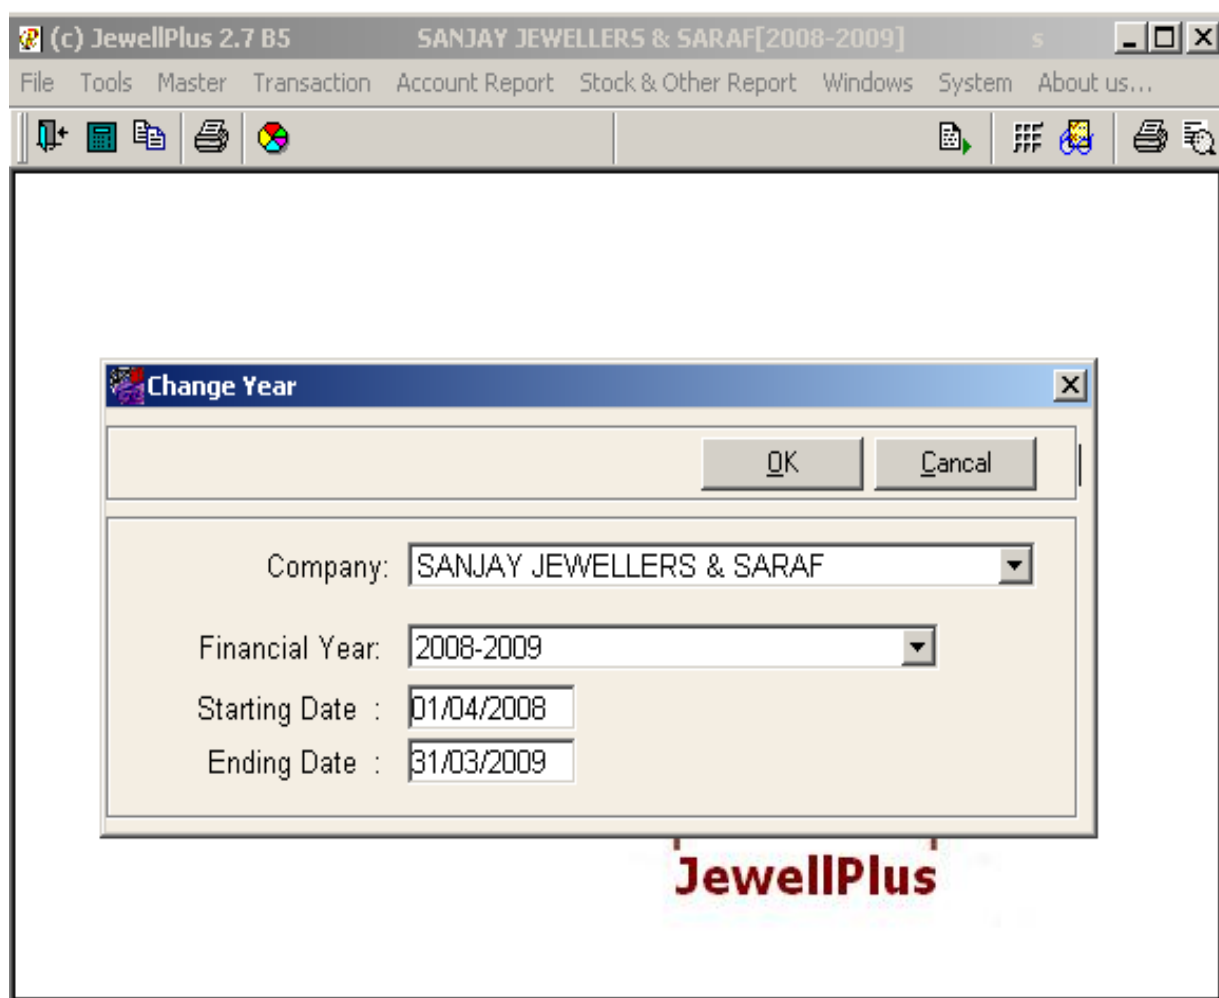 (c) JewellPlus 2.7 B5 SANJAY JEWELLERS & SARAF[2008-2009] s
File Tools Master Transaction Account Report Stock & Other Report Windows System About us...
Change Year
OK Cancal
Company: SANJAY JEWELLERS & SARAF
Financial Year: 2008-2009
Starting Date : 01/04/2008
Ending Date : 31/03/2009
JewellPlus